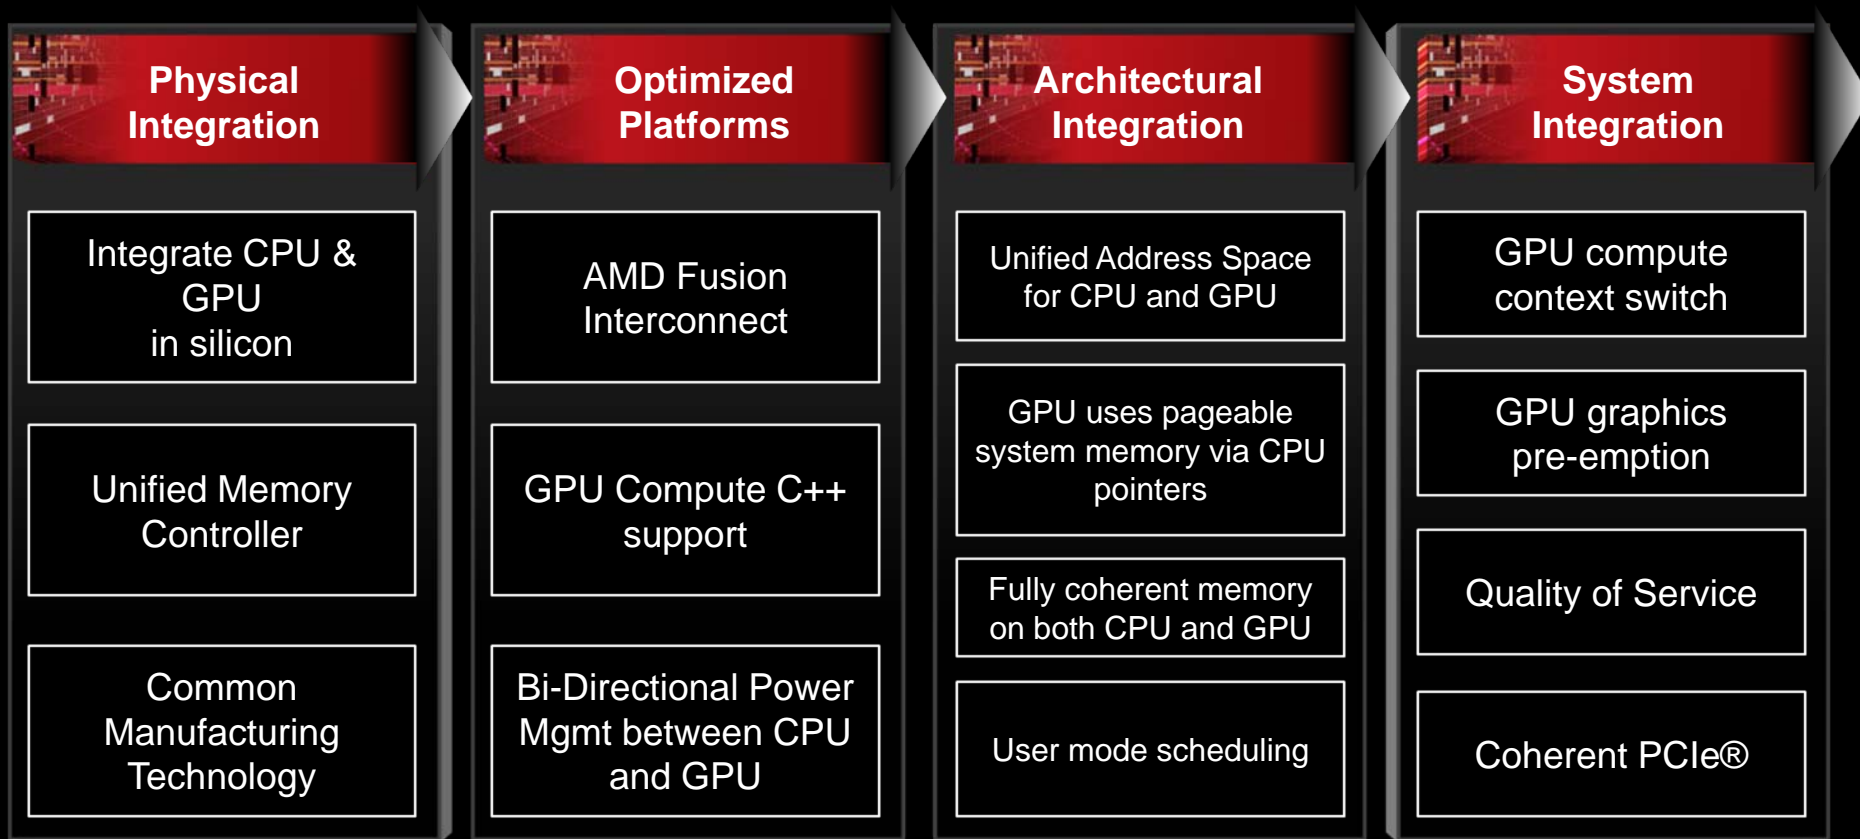 Physical
Integration
Integrate CPU &
GPU
in silicon
Unified Memory
Controller
Common
Manufacturing
Technology
Optimized
Platforms
AMD Fusion
Interconnect
GPU Compute C++
support
Bi-Directional Power
Mgmt between CPU
and GPU
Architectural
Integration
Unified Address Space
for CPU and GPU
GPU uses pageable
system memory via CPU
pointers
Fully coherent memory
on both CPU and GPU
User mode scheduling
System
Integration
GPU compute
context switch
GPU graphics
pre-emption
Quality of Service
Coherent PCIe®